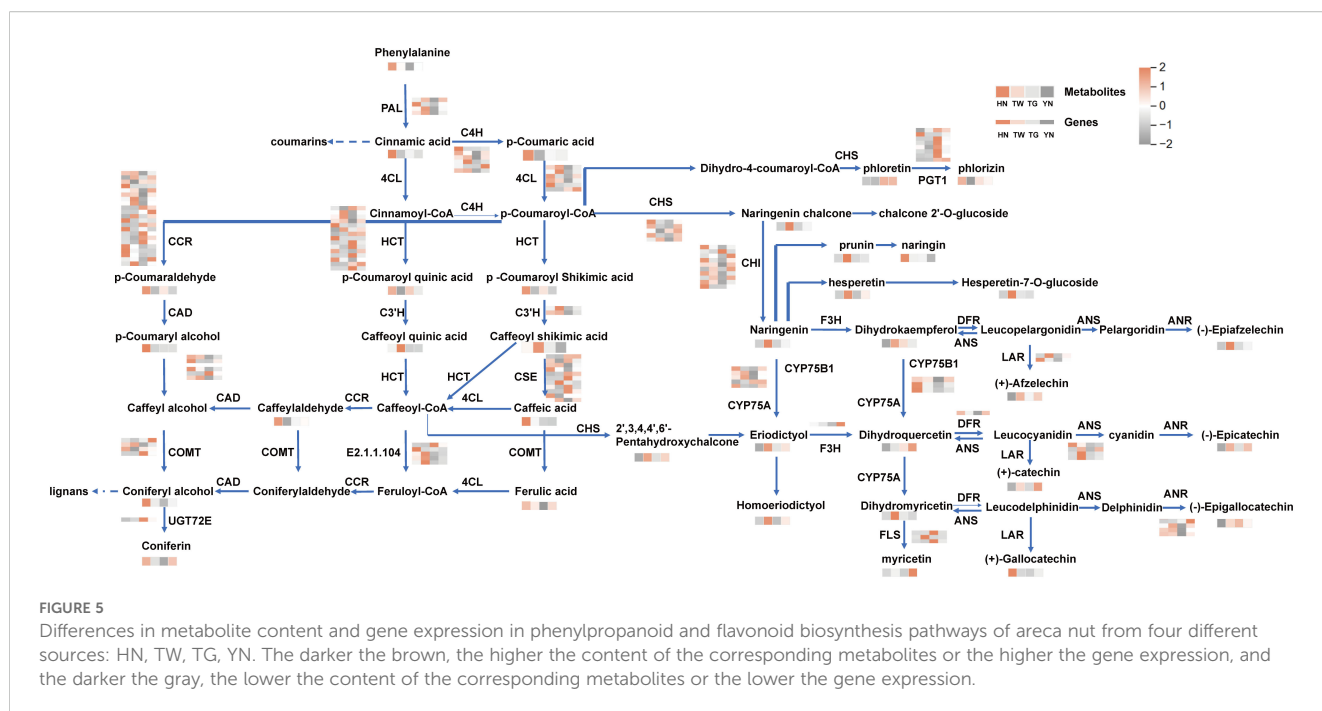 Phenylalanine
PAL
coumarins
Cinnamic acid
C4H
p-Coumaric acid
4CL
4CL
Cinnamoyl-CoA
C4H
p-Coumaroyl-CoA
CHS
Dihydro-4-coumaroyl-CoA
CHS
phloretin
PGT1
phlorizin
HN TW TG YN
Metabolites
HN TW TG YN
Genes
2
1
0
−1
−2
Naringenin chalcone
chalcone 2'-O-glucoside
CHI
prunin
naringin
hesperetin
Hesperetin-7-O-glucoside
CCR
HCT
HCT
p-Coumaraldehyde
p-Coumaroyl quinic acid
p -Coumaroyl Shikimic acid
CAD
C3'H
C3'H
p-Coumaryl alcohol
Caffeoyl quinic acid
Caffeoyl shikimic acid
HCT
HCT
CSE
Naringenin
F3H
Dihydrokaempferol
DFR
ANS
Leucopelargonidin
ANS
Pelargoridin
ANR
(-)-Epiafzelechin
LAR
(+)-Afzelechin
CYP75B1
CYP75A
CYP75B1
CYP75A
Caffeyl alcohol
CAD
Caffeylaldehyde
CCR
Caffeoyl-CoA
4CL
Caffeic acid
CHS
2',3,4,4',6'-
Pentahydroxychalcone
Eriodictyol
F3H
Dihydroquercetin
DFR
ANS
Leucocyanidin
ANS
cyanidin
ANR
(-)-Epicatechin
LAR
(+)-catechin
COMT
COMT
E2.1.1.104
COMT
CYP75A
lignans
Coniferyl alcohol
CAD
Coniferylaldehyde
CCR
Feruloyl-CoA
4CL
Ferulic acid
Homoeriodictyol
Dihydromyricetin
DFR
ANS
Leucodelphinidin
ANS
Delphinidin
ANR
(-)-Epigallocatechin
UGT72E
Coniferin
FLS
myricetin
LAR
(+)-Gallocatechin
FIGURE 5
Differences in metabolite content and gene expression in phenylpropanoid and flavonoid biosynthesis pathways of areca nut from four different
sources: HN, TW, TG, YN. The darker the brown, the higher the content of the corresponding metabolites or the higher the gene expression, and
the darker the gray, the lower the content of the corresponding metabolites or the lower the gene expression.